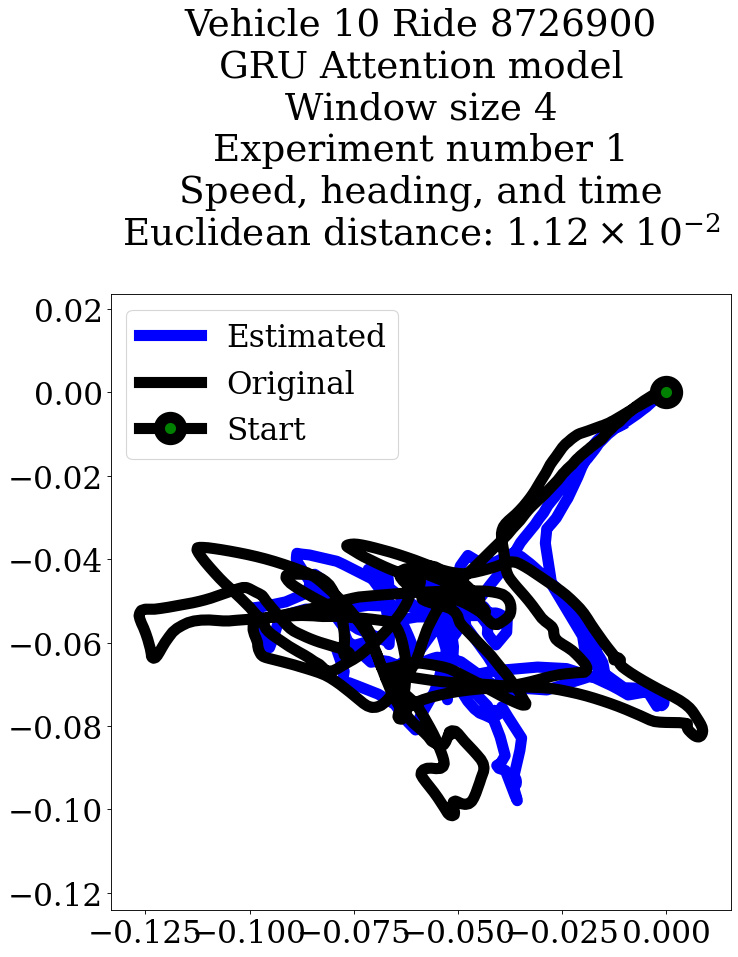 Vehicle 10 Ride 8726900
GRU Attention model
Window size 4
Experiment number 1
Speed, heading, and time
Euclidean distance: 1.12 × 10⁻²
0.02
0.00
−0.02
−0.04
−0.06
−0.08
−0.10
−0.12
Estimated
Original
Start
−0.125 −0.100 −0.075 −0.050 −0.025 0.000